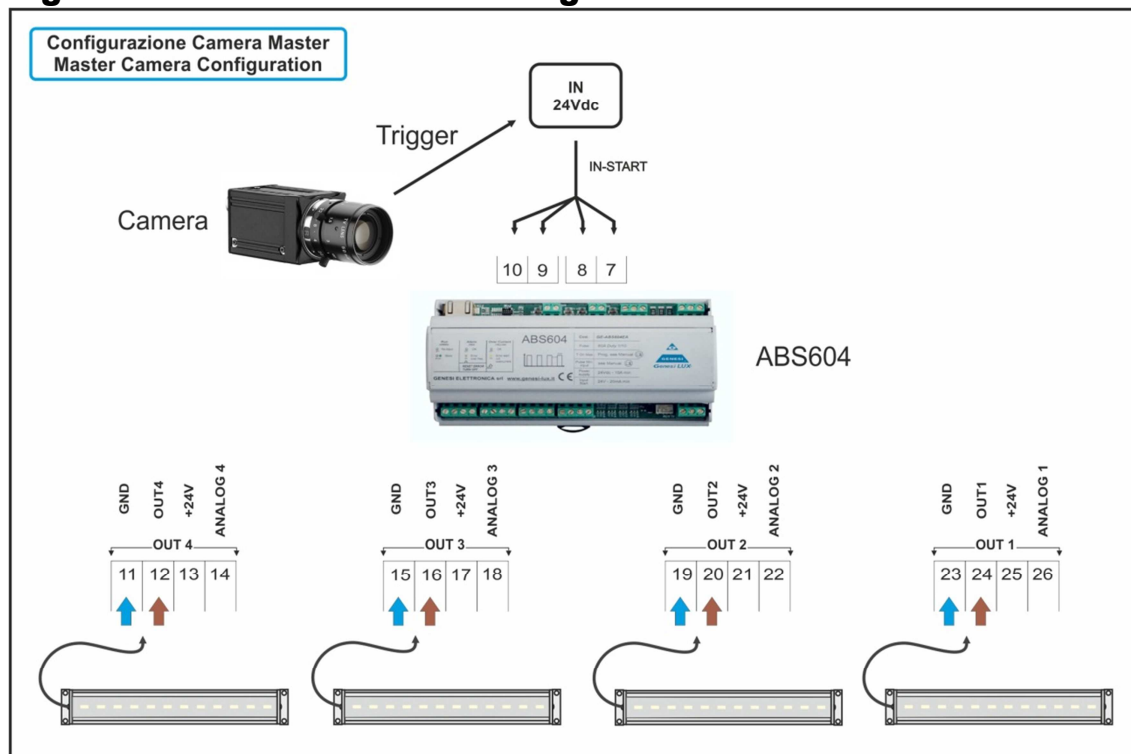 Configurazione Camera Master
Master Camera Configuration
IN
24Vdc
Trigger
IN-START
Camera
10 9 8 7
ABS604
GENESI
Genesi LUX
GENESI ELETTRONICA srl www.genesi-lux.it CE
ABS604
GND OUT4 +24V ANALOG 4
OUT 4
11 12 13 14
GND OUT3 +24V ANALOG 3
OUT 3
15 16 17 18
GND OUT2 +24V ANALOG 2
OUT 2
19 20 21 22
GND OUT1 +24V ANALOG 1
OUT 1
23 24 25 26